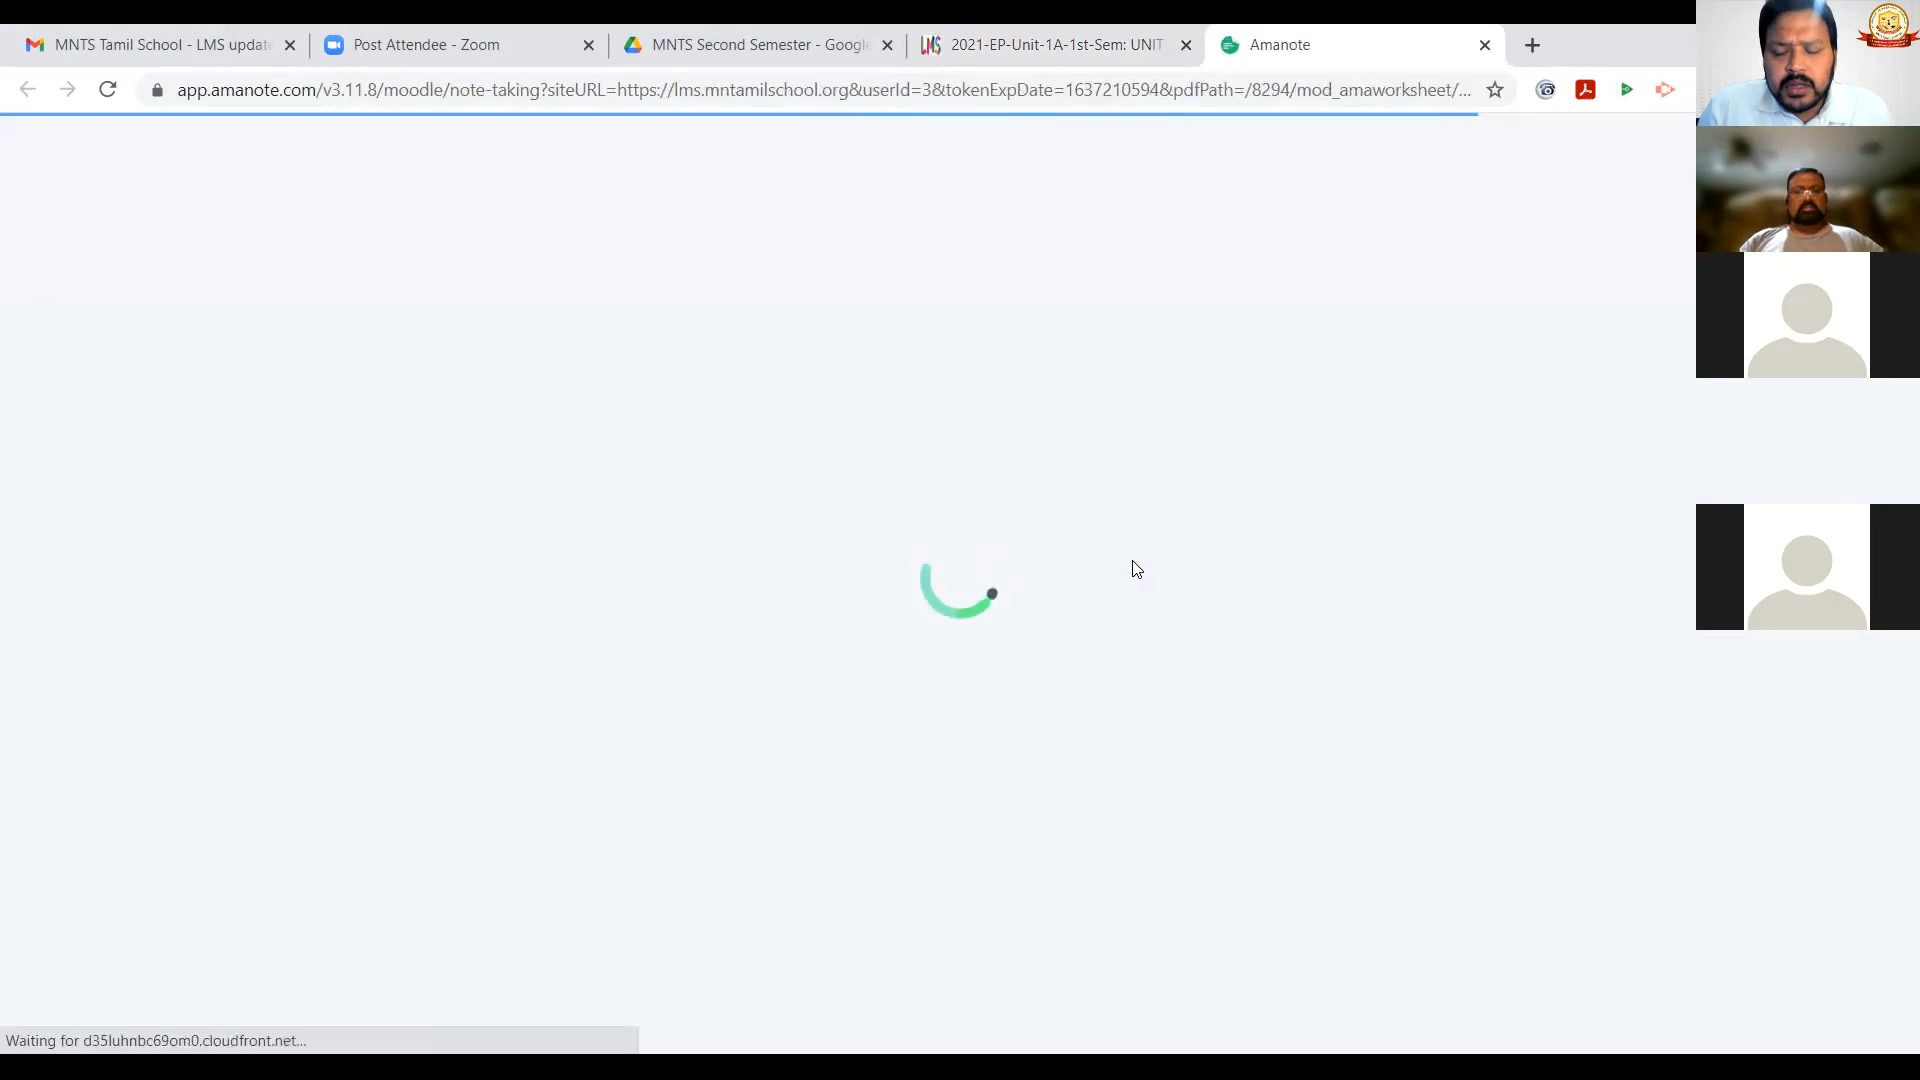 MNTS Tamil School - LMS updat
Post Attendee - Zoom
MNTS Second Semester - Googl
LMS
2021-EP-Unit-1A-1st-Sem: UNIT
Amanote
app.amanote.com/v3.11.8/moodle/note-taking?siteURL=https://lms.mntamilschool.org&userId=3&tokenExpDate=1637210594&pdfPath=/8294/mod_amaworksheet/...
Waiting for d35luhnbc69om0.cloudfront.net...